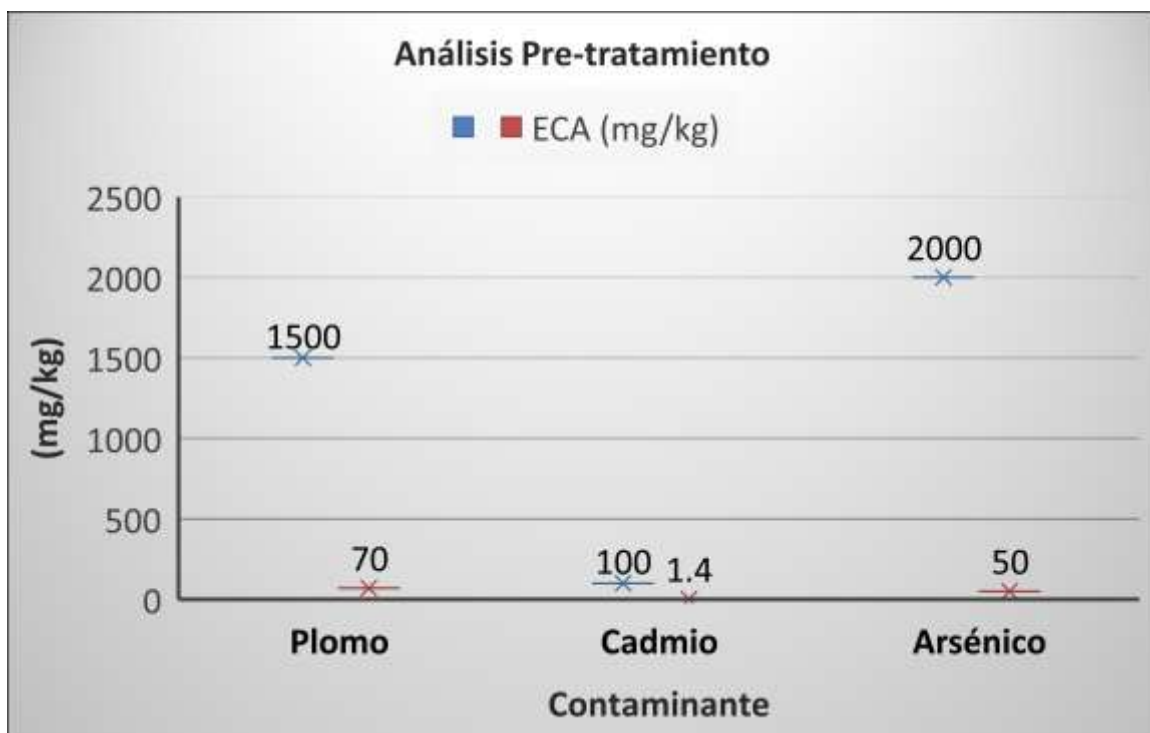 Análisis Pre-tratamiento
ECA (mg/kg)
2500
2000
1500
1000
500
0
(mg/kg)
1500
70
100
1.4
2000
50
Plomo
Cadmio
Arsénico
Contaminante